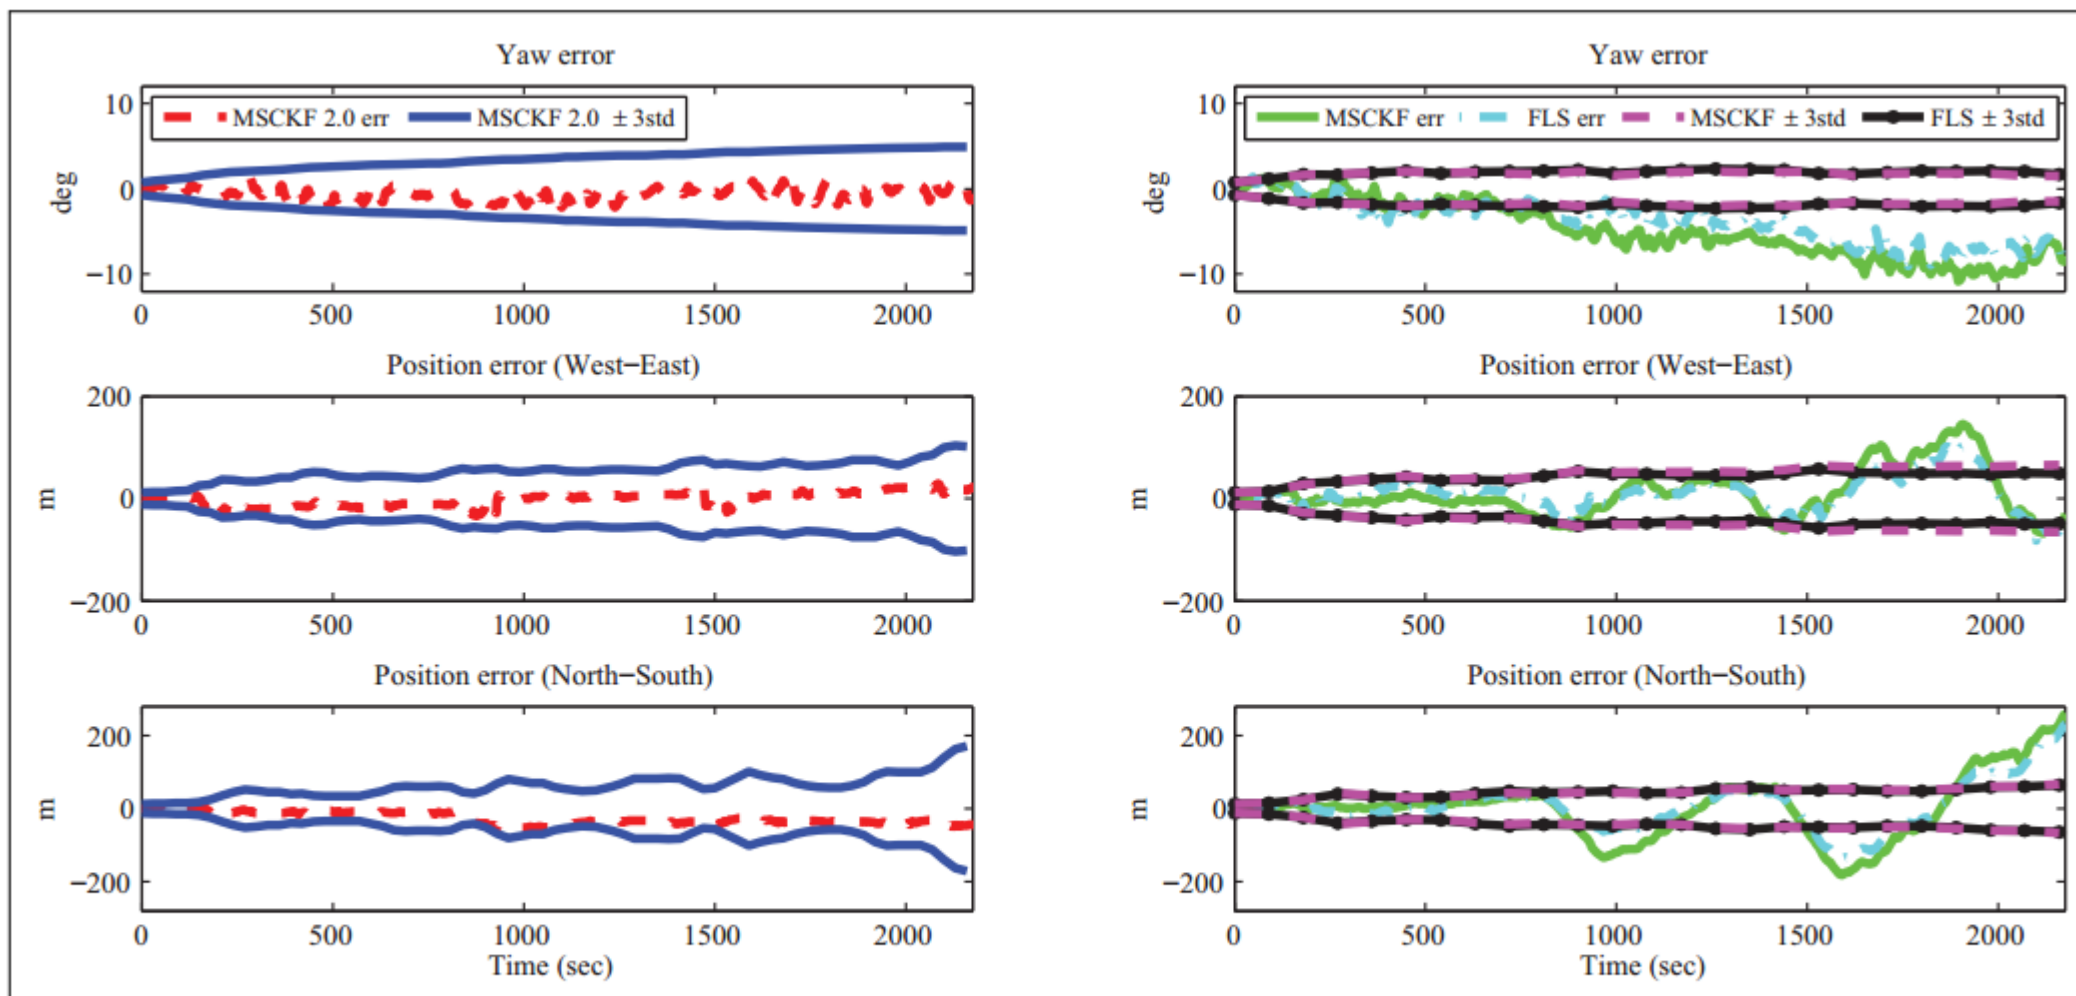 Yaw error
10
0
−10
deg
MSCKF 2.0 err
MSCKF 2.0 ± 3std
0 500 1000 1500 2000
Position error (West−East)
200
0
−200
m
0 500 1000 1500 2000
Position error (North−South)
200
0
−200
m
0 500 1000 1500 2000
Time (sec)
Yaw error
10
0
−10
deg
MSCKF err
FLS err
MSCKF ± 3std
FLS ± 3std
0 500 1000 1500 2000
Position error (West−East)
200
0
−200
m
0 500 1000 1500 2000
Position error (North−South)
200
0
−200
m
0 500 1000 1500 2000
Time (sec)